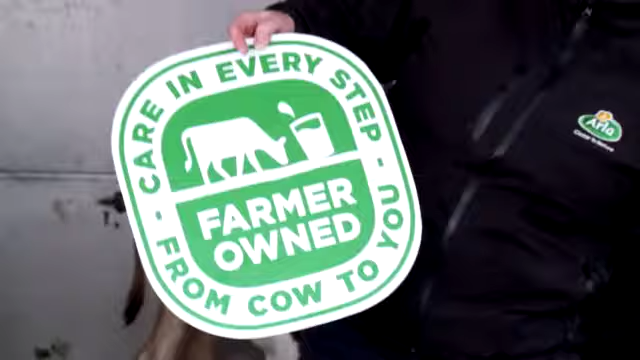 CARE IN EVERY STEP
FARMER
OWNED
FROM COW TO YOU
Arla